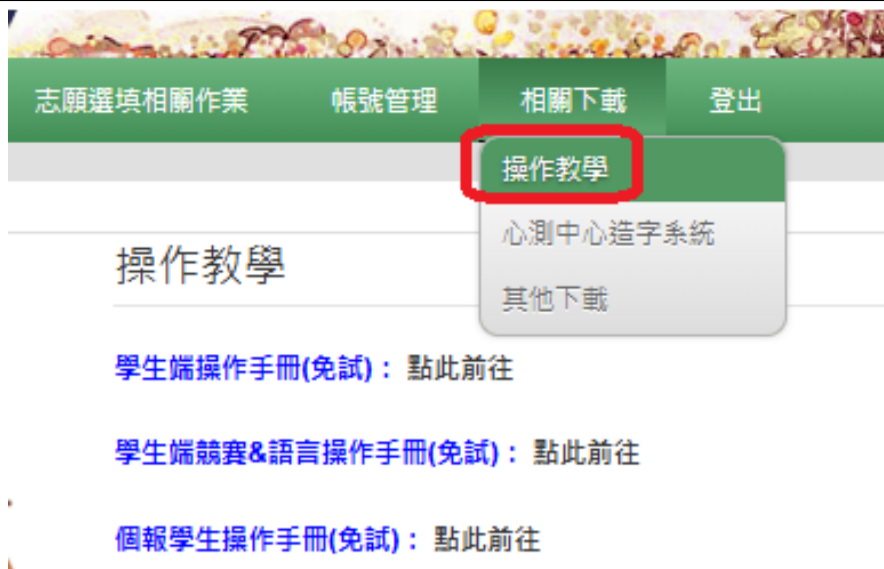 志願選填相關作業 帳號管理 相關下載 登出
操作教學
心測中心造字系統
其他下載
操作教學
學生端操作手冊(免試)： 點此前往
學生端競賽&語言操作手冊(免試)： 點此前往
個報學生操作手冊(免試)： 點此前往